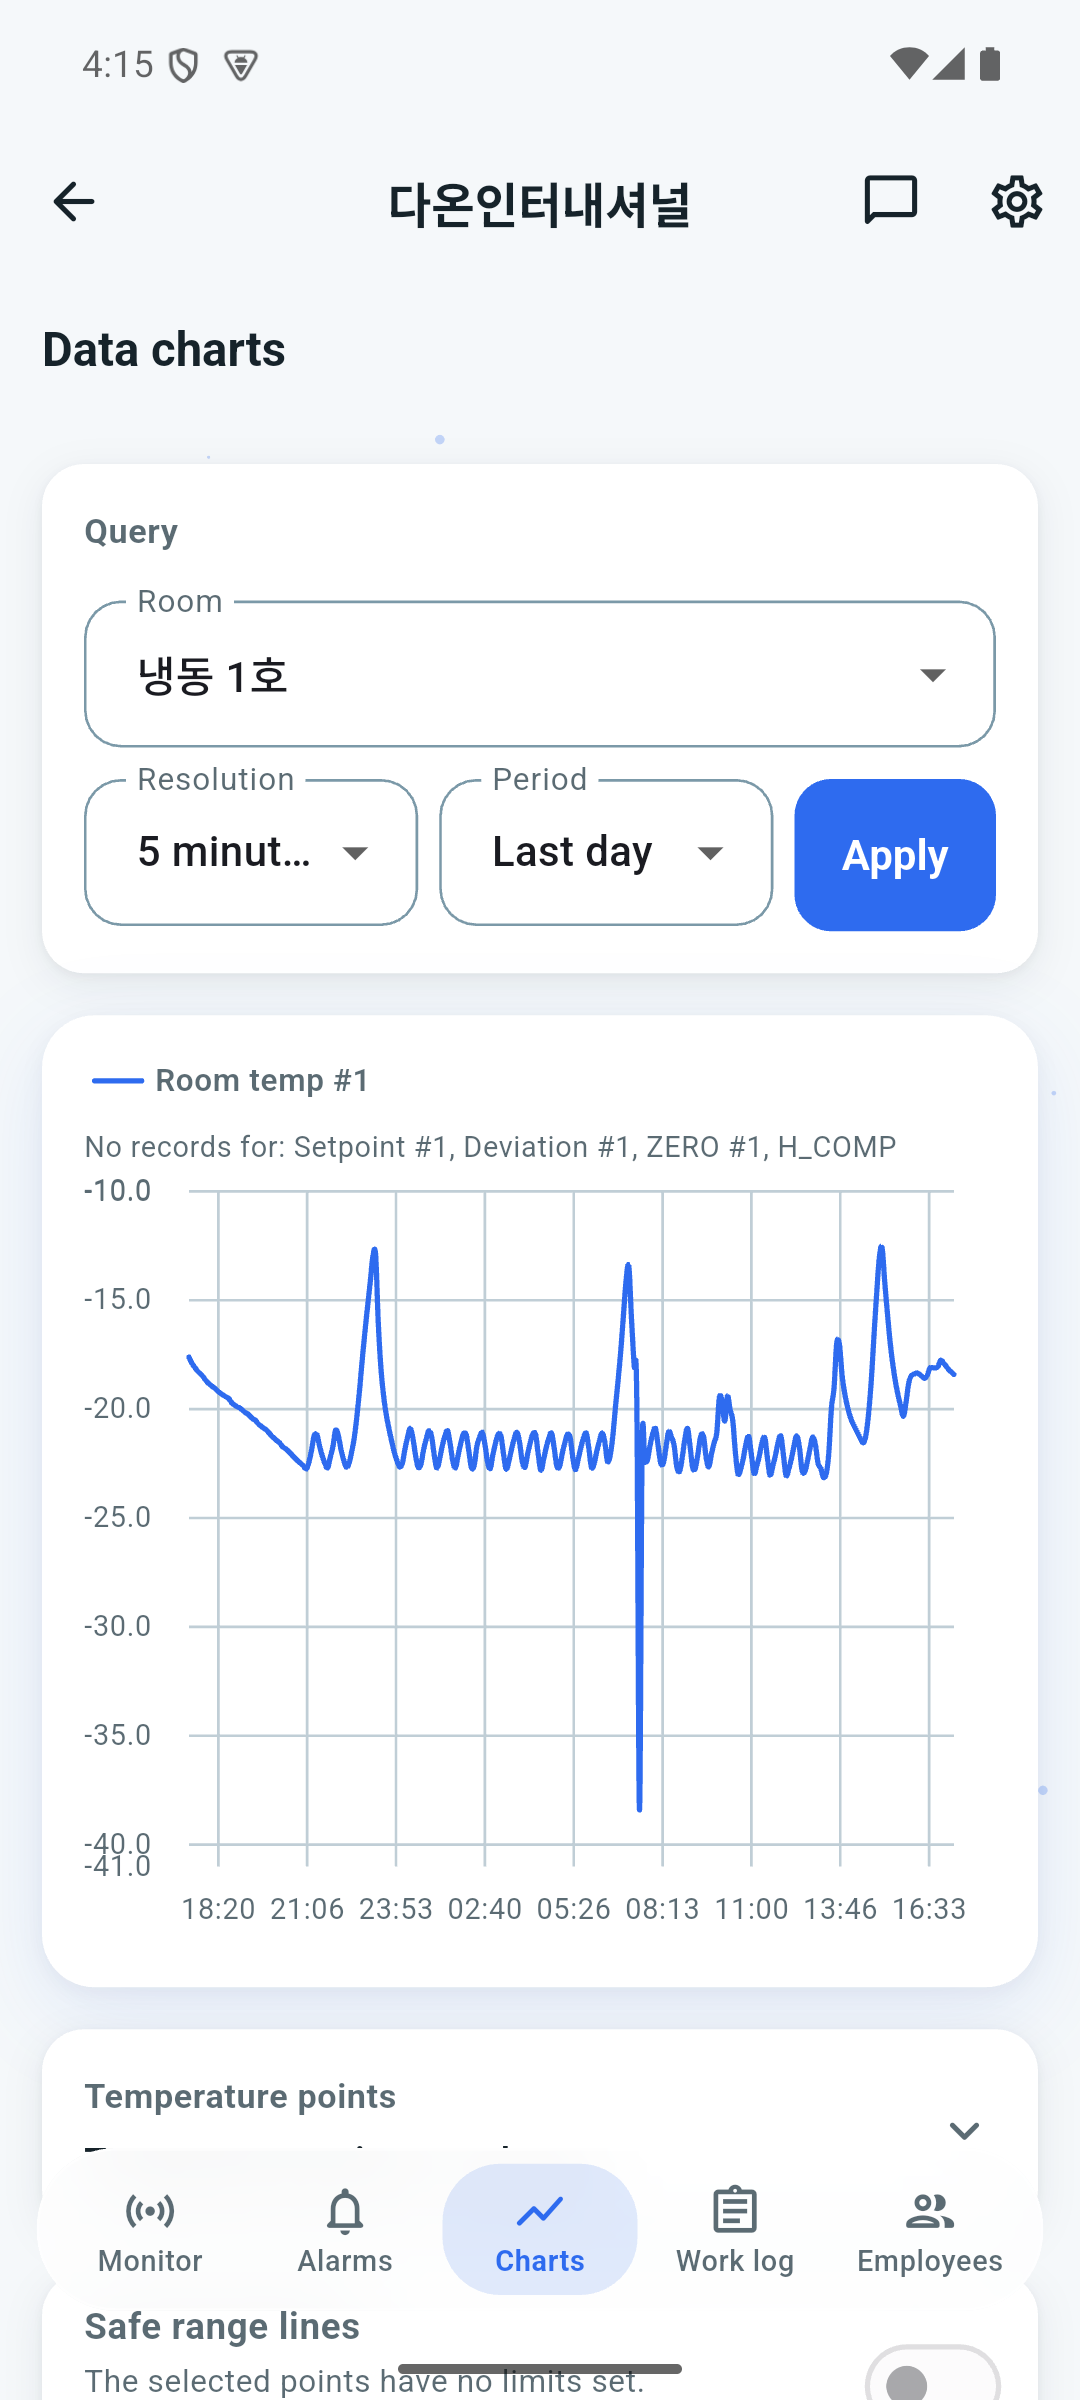 4:15
다온인터내셔널
Data charts
Query
Room
냉동 1호
Resolution
Period
5 minut...
Last day
Apply
Room temp #1
No records for: Setpoint #1, Deviation #1, ZERO #1, H_COMP
-10.0
-15.0
-20.0
-25.0
-30.0
-35.0
-40.0
-41.0
18:20 21:06 23:53 02:40 05:26 08:13 11:00 13:46 16:33
Temperature points
Monitor
Alarms
Charts
Work log
Employees
Safe range lines
The selected points have no limits set.